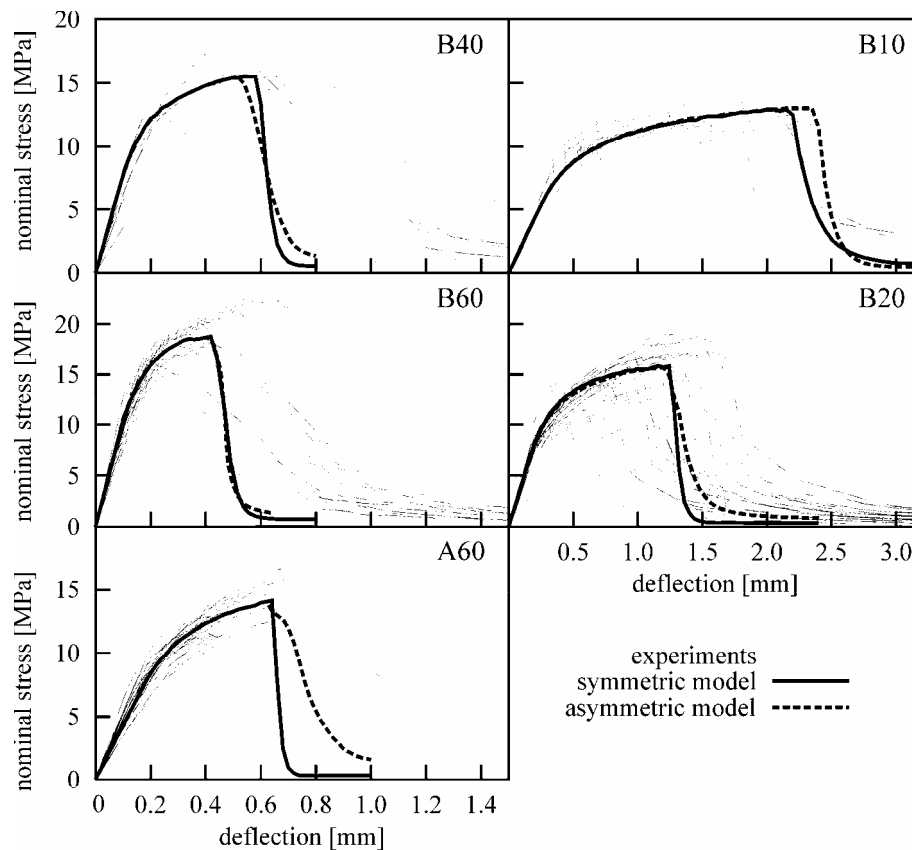 20
15
10
5
0
nominal stress [MPa]
B40
B10
20
15
10
5
0
nominal stress [MPa]
B60
B20
0.5 1.0 1.5 2.0 2.5 3.0
deflection [mm]
15
10
5
0
nominal stress [MPa]
A60
0 0.2 0.4 0.6 0.8 1.0 1.2 1.4
deflection [mm]
experiments
symmetric model
asymmetric model